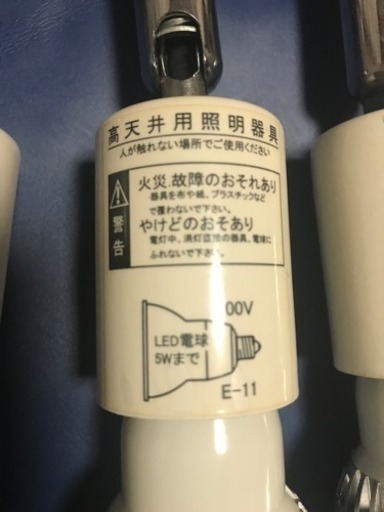 高天井用照明器具
人が触れない場所でご使用ください
警告
火災.故障のおそれあり
器具を布や紙、プラスチックなど
で覆わないで下さい。
やけどのおそあり
電灯中、消灯直後の器具、電球に
ふれないで下さい。
00V
LED電球
5Wまで
E-11